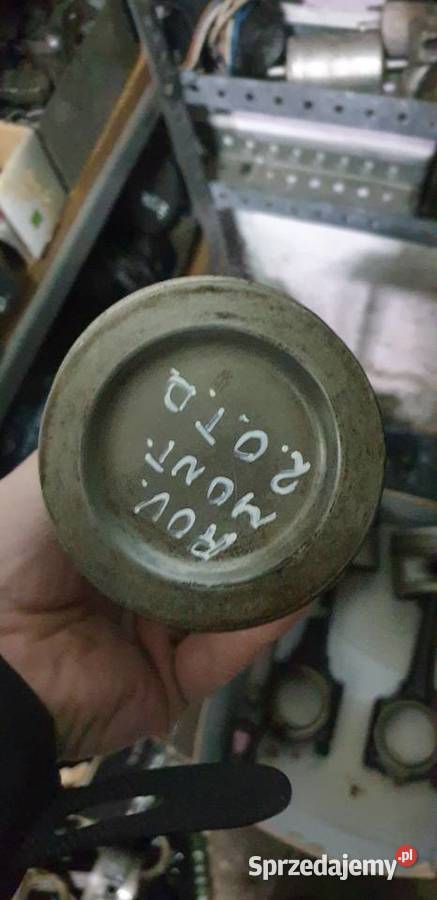 ROV.
MONT.
2.0 T.D
Sprzedajemy.pl